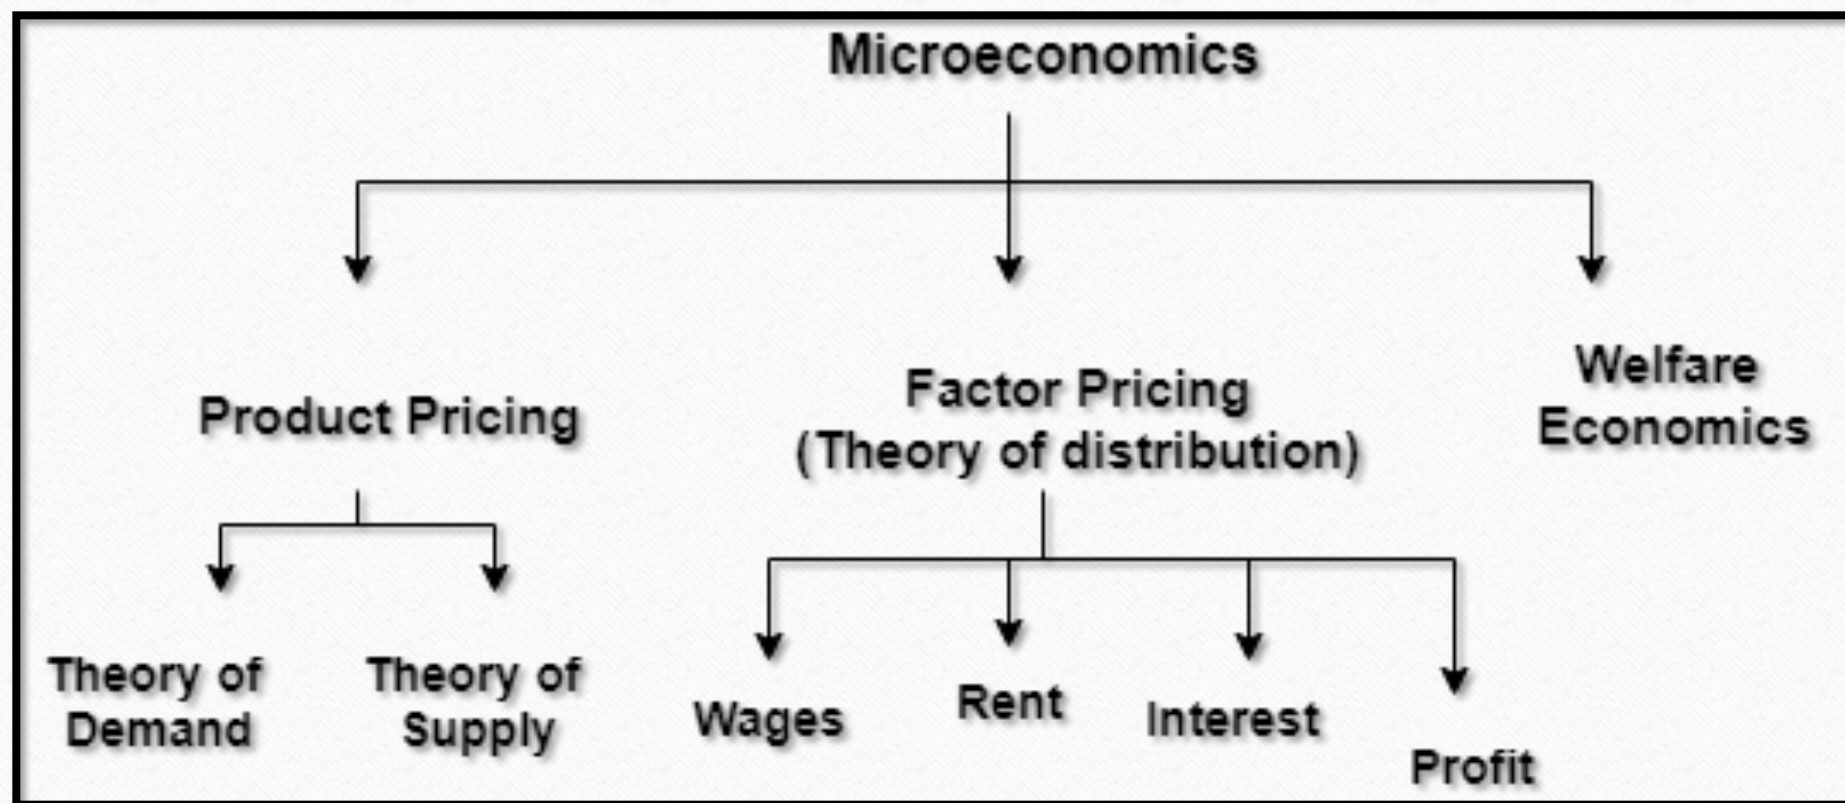 Microeconomics
Product Pricing
Factor Pricing
(Theory of distribution)
Welfare
Economics
Theory of
Demand
Theory of
Supply
Wages
Rent
Interest
Profit